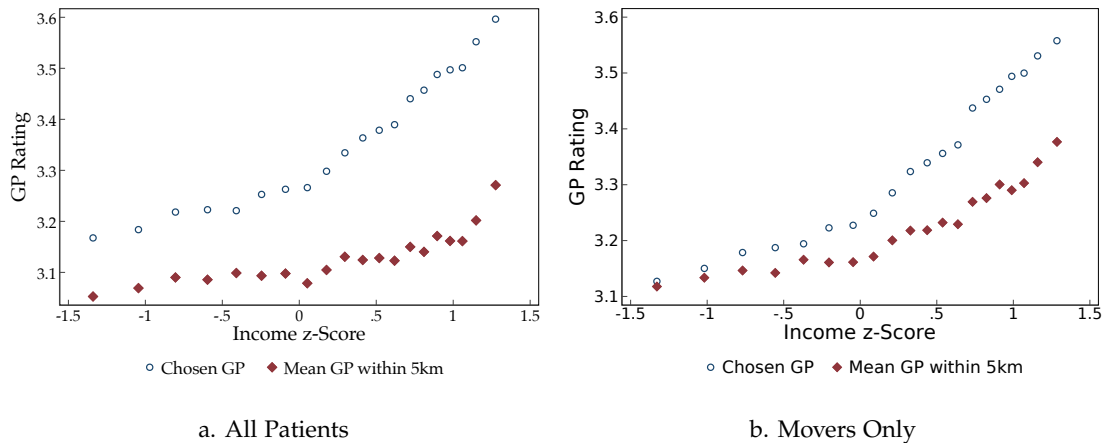 3.6
3.5
3.4
3.3
3.2
3.1
GP Rating
-1.5 -1 -.5 0 .5 1 1.5
Income z-Score
Chosen GP Mean GP within 5km
a. All Patients
3.6
3.5
3.4
3.3
3.2
3.1
GP Rating
-1.5 -1 -.5 0 .5 1 1.5
Income z-Score
Chosen GP Mean GP within 5km
b. Movers Only